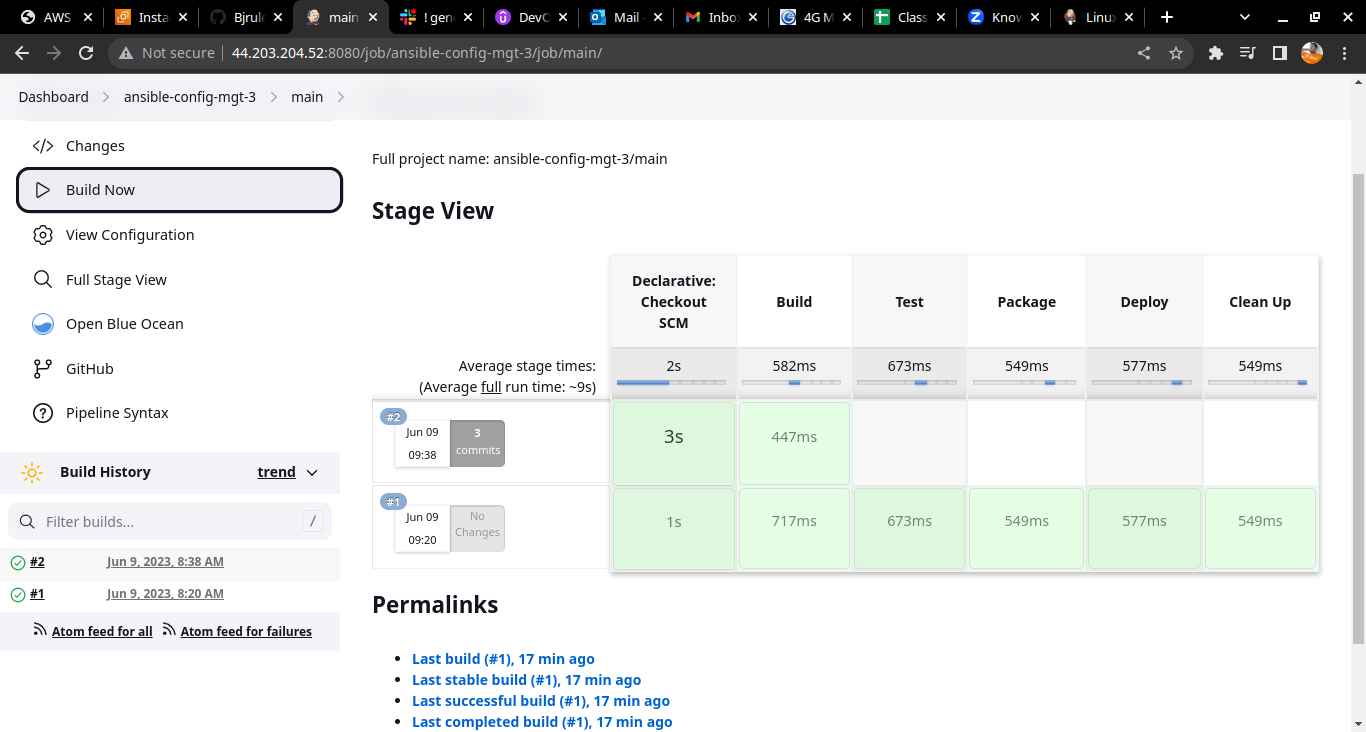 AWS
Insta
Bjrule
main
! gene
DevC
Mail -
Inbo
4G M
Class
Know
Linux
Not secure
44.203.204.52:8080/job/ansible-config-mgt-3/job/main/
Dashboard
ansible-config-mgt-3
main
Changes
Build Now
View Configuration
Full Stage View
Open Blue Ocean
GitHub
Pipeline Syntax
Build History
trend
Filter builds...
/
#2
Jun 9, 2023, 8:38 AM
#1
Jun 9, 2023, 8:20 AM
Atom feed for all
Atom feed for failures
Full project name: ansible-config-mgt-3/main
Stage View
Declarative:
Checkout
SCM
Build
Test
Package
Deploy
Clean Up
Average stage times:
(Average full run time: ~9s)
2s
582ms
673ms
549ms
577ms
549ms
#2
Jun 09
09:38
3
commits
3s
447ms
#1
Jun 09
09:20
No
Changes
1s
717ms
673ms
549ms
577ms
549ms
Permalinks
Last build (#1), 17 min ago
Last stable build (#1), 17 min ago
Last successful build (#1), 17 min ago
Last completed build (#1), 17 min ago